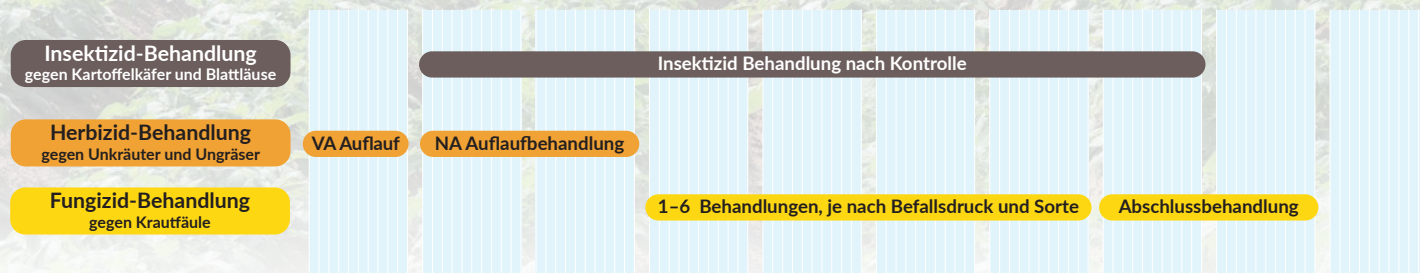 Insektizid-Behandlung
gegen Kartoffelkäfer und Blattläuse
Insektizid Behandlung nach Kontrolle
Herbizid-Behandlung
gegen Unkräuter und Ungräser
VA Auflauf
NA Auflaufbehandlung
Fungizid-Behandlung
gegen Krautfäule
1–6 Behandlungen, je nach Befallsdruck und Sorte
Abschlussbehandlung